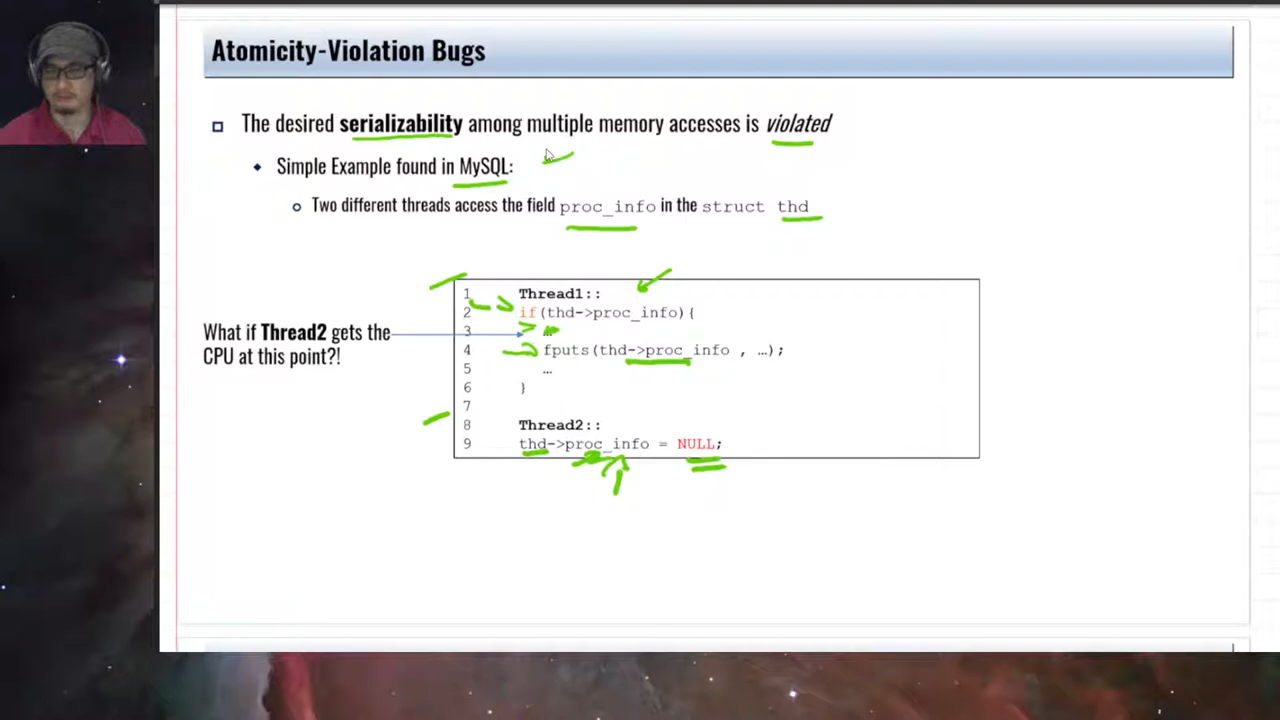 Atomicity-Violation Bugs
The desired serializability among multiple memory accesses is violated
Simple Example found in MySQL:
Two different threads access the field proc_info in the struct thd
What if Thread2 gets the
CPU at this point?!
1 Thread1::
2 if(thd->proc_info){
3 …
4 fputs(thd->proc_info , …);
5 …
6 }
7
8 Thread2::
9 thd->proc_info = NULL;